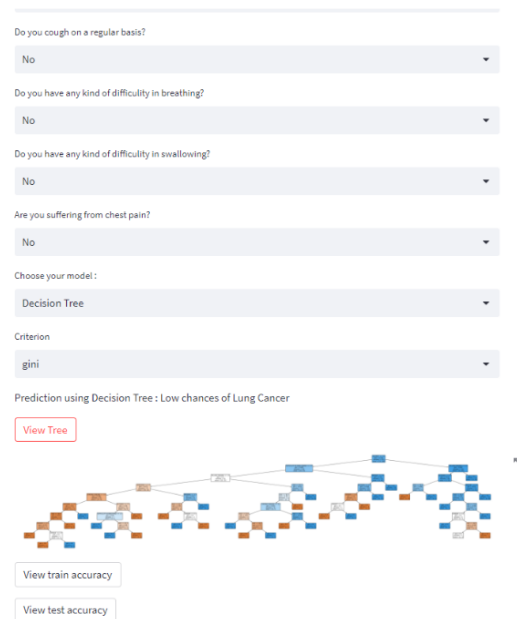 Do you cough on a regular basis?
No
Do you have any kind of difficulity in breathing?
No
Do you have any kind of difficulity in swallowing?
No
Are you suffering from chest pain?
No
Choose your model :
Decision Tree
Criterion
gini
Prediction using Decision Tree : Low chances of Lung Cancer
View Tree
View train accuracy
View test accuracy